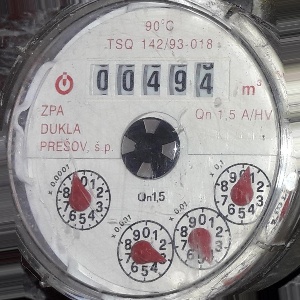 90°C
TSQ 142/93-018
00494 m³
ZPA Qn 1,5 A/HV
DUKLA
PREŠOV, š.p.
Qn1,5
x 0,0001
x 0,001
x 0,01
x 0,1